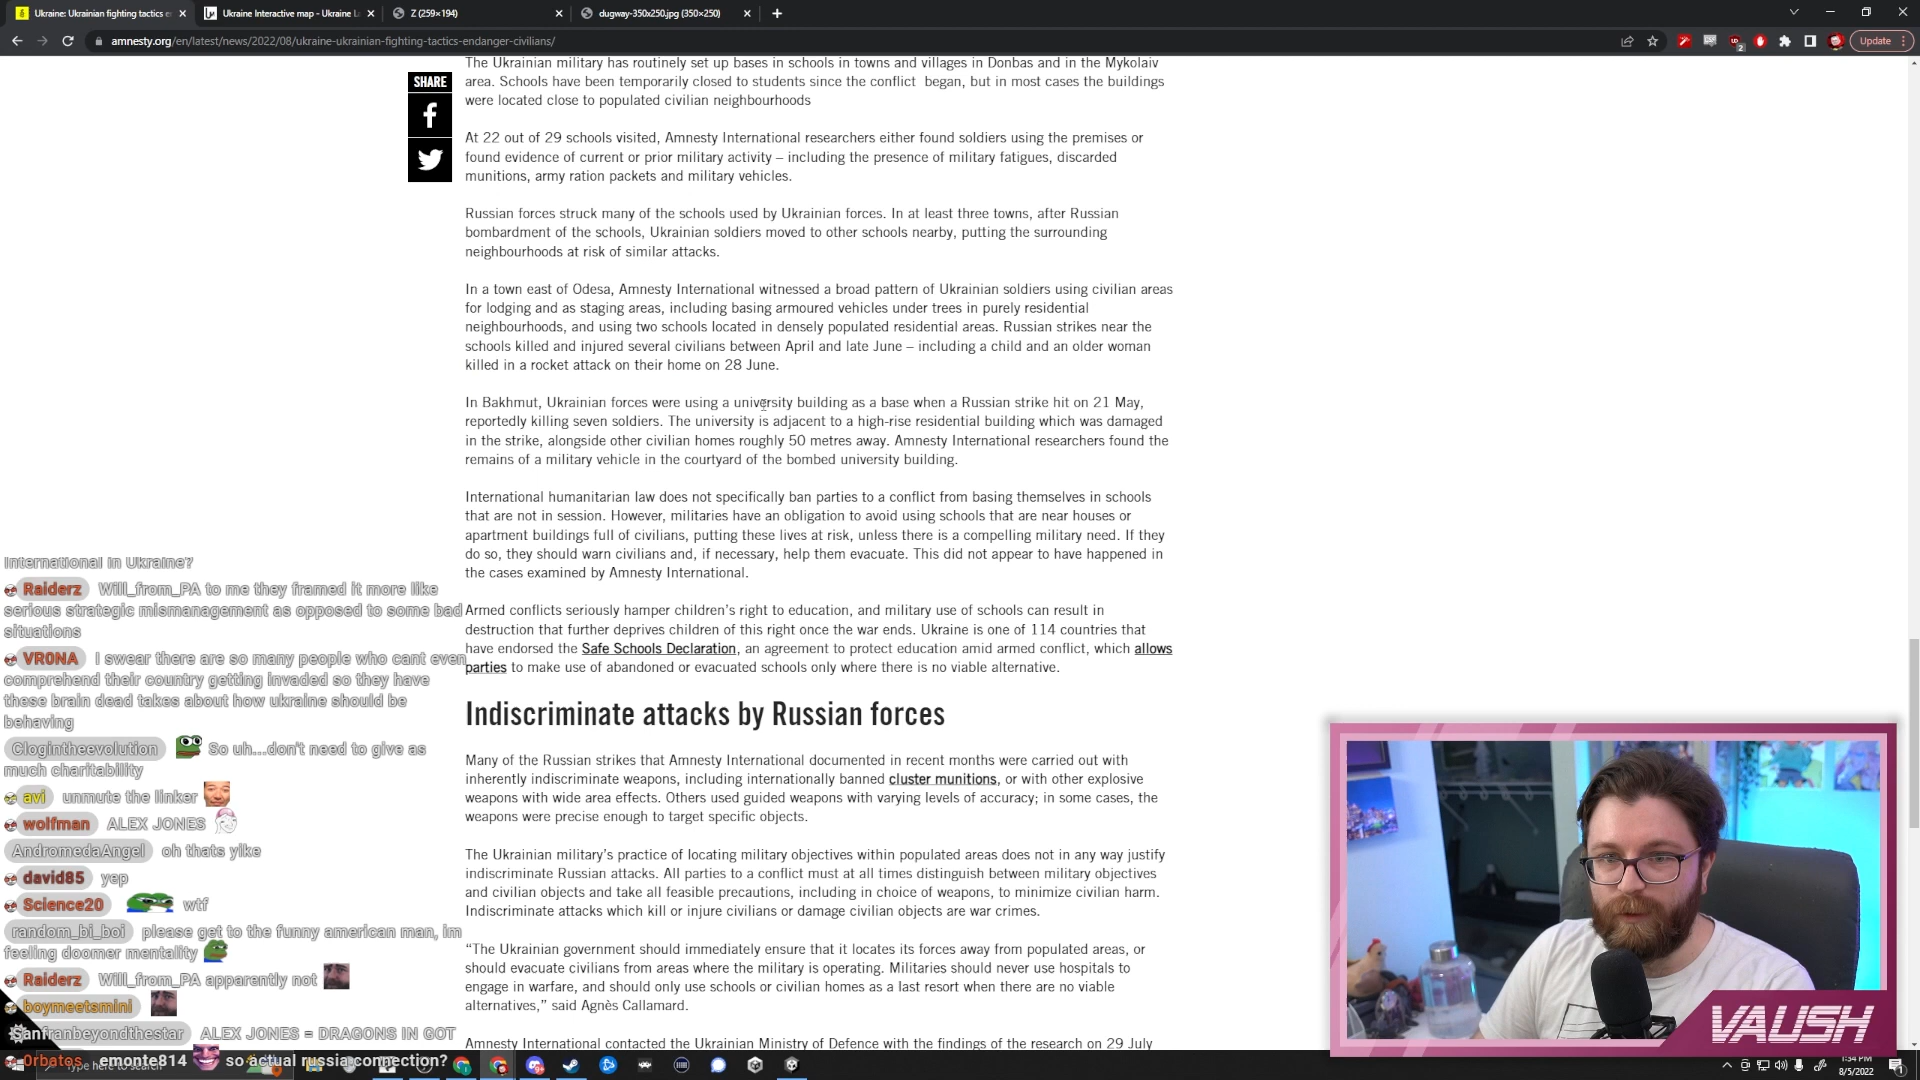 Ukraine: Ukrainian fighting tactics e
Ukraine Interactive map - Ukraine L
Z (259×194)
dugway-350x250.jpg (350×250)
amnesty.org/en/latest/news/2022/08/ukraine-ukrainian-fighting-tactics-endanger-civilians/
2
Update
SHARE
The Ukrainian military has routinely set up bases in schools in towns and villages in Donbas and in the Mykolaiv
area. Schools have been temporarily closed to students since the conflict began, but in most cases the buildings
were located close to populated civilian neighbourhoods
At 22 out of 29 schools visited, Amnesty International researchers either found soldiers using the premises or
found evidence of current or prior military activity – including the presence of military fatigues, discarded
munitions, army ration packets and military vehicles.
Russian forces struck many of the schools used by Ukrainian forces. In at least three towns, after Russian
bombardment of the schools, Ukrainian soldiers moved to other schools nearby, putting the surrounding
neighbourhoods at risk of similar attacks.
In a town east of Odesa, Amnesty International witnessed a broad pattern of Ukrainian soldiers using civilian areas
for lodging and as staging areas, including basing armoured vehicles under trees in purely residential
neighbourhoods, and using two schools located in densely populated residential areas. Russian strikes near the
schools killed and injured several civilians between April and late June – including a child and an older woman
killed in a rocket attack on their home on 28 June.
In Bakhmut, Ukrainian forces were using a university building as a base when a Russian strike hit on 21 May,
reportedly killing seven soldiers. The university is adjacent to a high-rise residential building which was damaged
in the strike, alongside other civilian homes roughly 50 metres away. Amnesty International researchers found the
remains of a military vehicle in the courtyard of the bombed university building.
International humanitarian law does not specifically ban parties to a conflict from basing themselves in schools
that are not in session. However, militaries have an obligation to avoid using schools that are near houses or
apartment buildings full of civilians, putting these lives at risk, unless there is a compelling military need. If they
do so, they should warn civilians and, if necessary, help them evacuate. This did not appear to have happened in
the cases examined by Amnesty International.
Armed conflicts seriously hamper children's right to education, and military use of schools can result in
destruction that further deprives children of this right once the war ends. Ukraine is one of 114 countries that
have endorsed the Safe Schools Declaration, an agreement to protect education amid armed conflict, which allows
parties to make use of abandoned or evacuated schools only where there is no viable alternative.
Indiscriminate attacks by Russian forces
Many of the Russian strikes that Amnesty International documented in recent months were carried out with
inherently indiscriminate weapons, including internationally banned cluster munitions, or with other explosive
weapons with wide area effects. Others used guided weapons with varying levels of accuracy; in some cases, the
weapons were precise enough to target specific objects.
The Ukrainian military's practice of locating military objectives within populated areas does not in any way justify
indiscriminate Russian attacks. All parties to a conflict must at all times distinguish between military objectives
and civilian objects and take all feasible precautions, including in choice of weapons, to minimize civilian harm.
Indiscriminate attacks which kill or injure civilians or damage civilian objects are war crimes.
“The Ukrainian government should immediately ensure that it locates its forces away from populated areas, or
should evacuate civilians from areas where the military is operating. Militaries should never use hospitals to
engage in warfare, and should only use schools or civilian homes as a last resort when there are no viable
alternatives,” said Agnès Callamard.
Amnesty International contacted the Ukrainian Ministry of Defence with the findings of the research on 29 July
International in Ukraine?
Raiderz Will_from_PA to me they framed it more like
serious strategic mismanagement as opposed to some bad
situations
VR0NA I swear there are so many people who cant even
comprehend their country getting invaded so they have
these brain dead takes about how ukraine should be
behaving
Clogintheevolution So uh...don't need to give as
much charitability
avi unmute the linker
wolfman ALEX JONES
AndromedaAngel oh thats yike
david85 yep
Science20 wtf
random_bi_boi please get to the funny american man, im
feeling doomer mentality
Raiderz Will_from_PA apparently not
boymeetsmini
Sanfranbeyondthestar ALEX JONES = DRAGONS IN GOT
0rbatos emonte814 so actual russia connection?
Type here to search
VAUSH
1:34 PM
8/5/2022